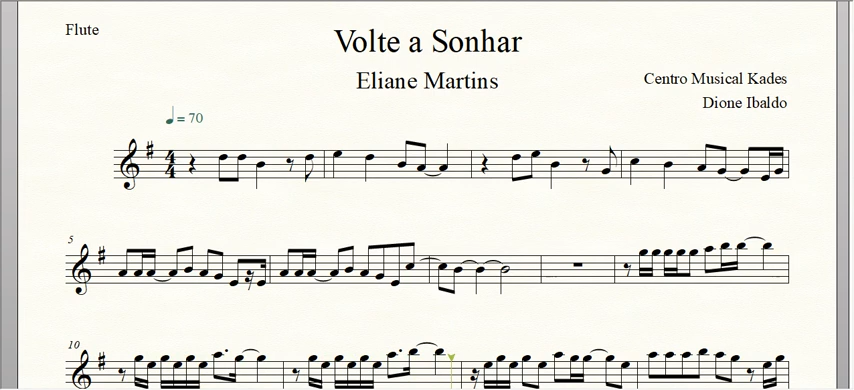 Flute
Volte a Sonhar
Eliane Martins
Centro Musical Kades
Dione Ibaldo
♩ = 70
4
4
5
10